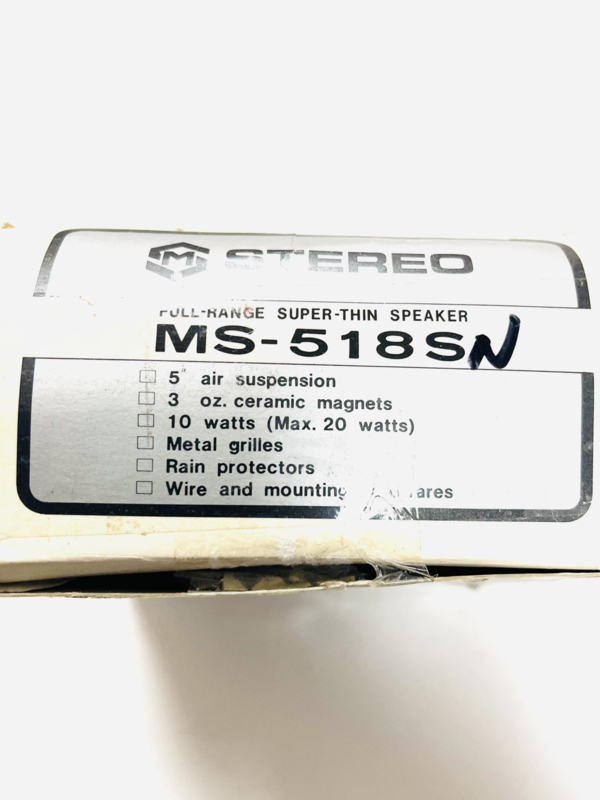 M STEREO
FULL-RANGE SUPER-THIN SPEAKER
MS-518SN
5" air suspension
3 oz. ceramic magnets
10 watts (Max. 20 watts)
Metal grilles
Rain protectors
Wire and mounting